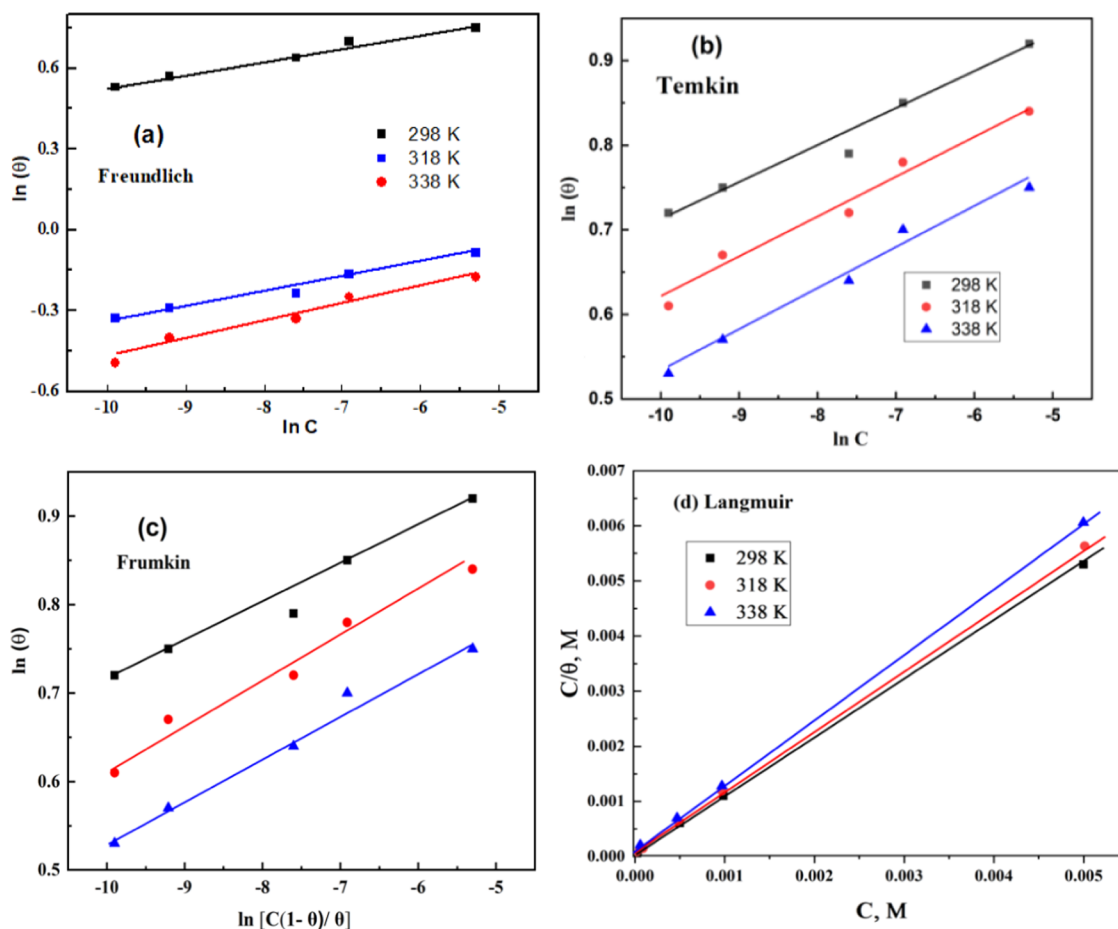 0.6
0.3
0.0
-0.3
-0.6
ln (θ)
(a)
Freundlich
298 K
318 K
338 K
-10
-9
-8
-7
-6
-5
ln C
0.9
0.8
0.7
0.6
0.5
ln (θ)
(b)
Temkin
298 K
318 K
338 K
-10
-9
-8
-7
-6
-5
ln C
0.9
0.8
0.7
0.6
0.5
ln (θ)
(c)
Frumkin
-10
-9
-8
-7
-6
-5
ln [C(1- θ)/ θ]
0.007
0.006
0.005
0.004
0.003
0.002
0.001
0.000
C/θ, M
(d) Langmuir
298 K
318 K
338 K
0.000
0.001
0.002
0.003
0.004
0.005
C, M